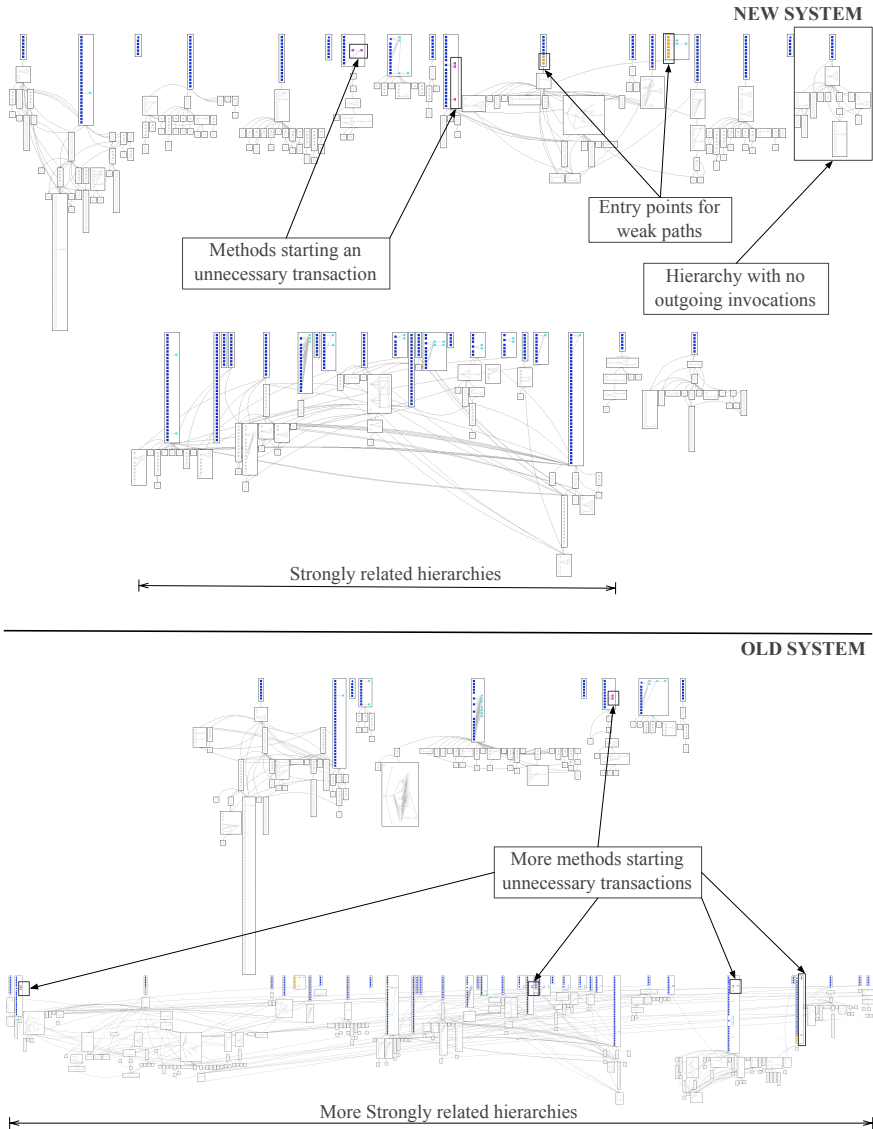 NEW SYSTEM
Methods starting an
unnecessary transaction
Entry points for
weak paths
Hierarchy with no
outgoing invocations
Strongly related hierarchies
OLD SYSTEM
More methods starting
unnecessary transactions
More Strongly related hierarchies